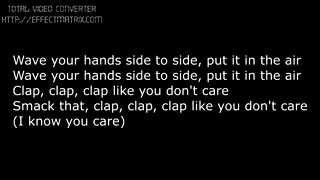 TOTAL VIDEO CONVERTER
HTTP://EFFECTMATRIX.COM
Wave your hands side to side, put it in the air
Wave your hands side to side, put it in the air
Clap, clap, clap like you don't care
Smack that, clap, clap, clap like you don't care
(I know you care)